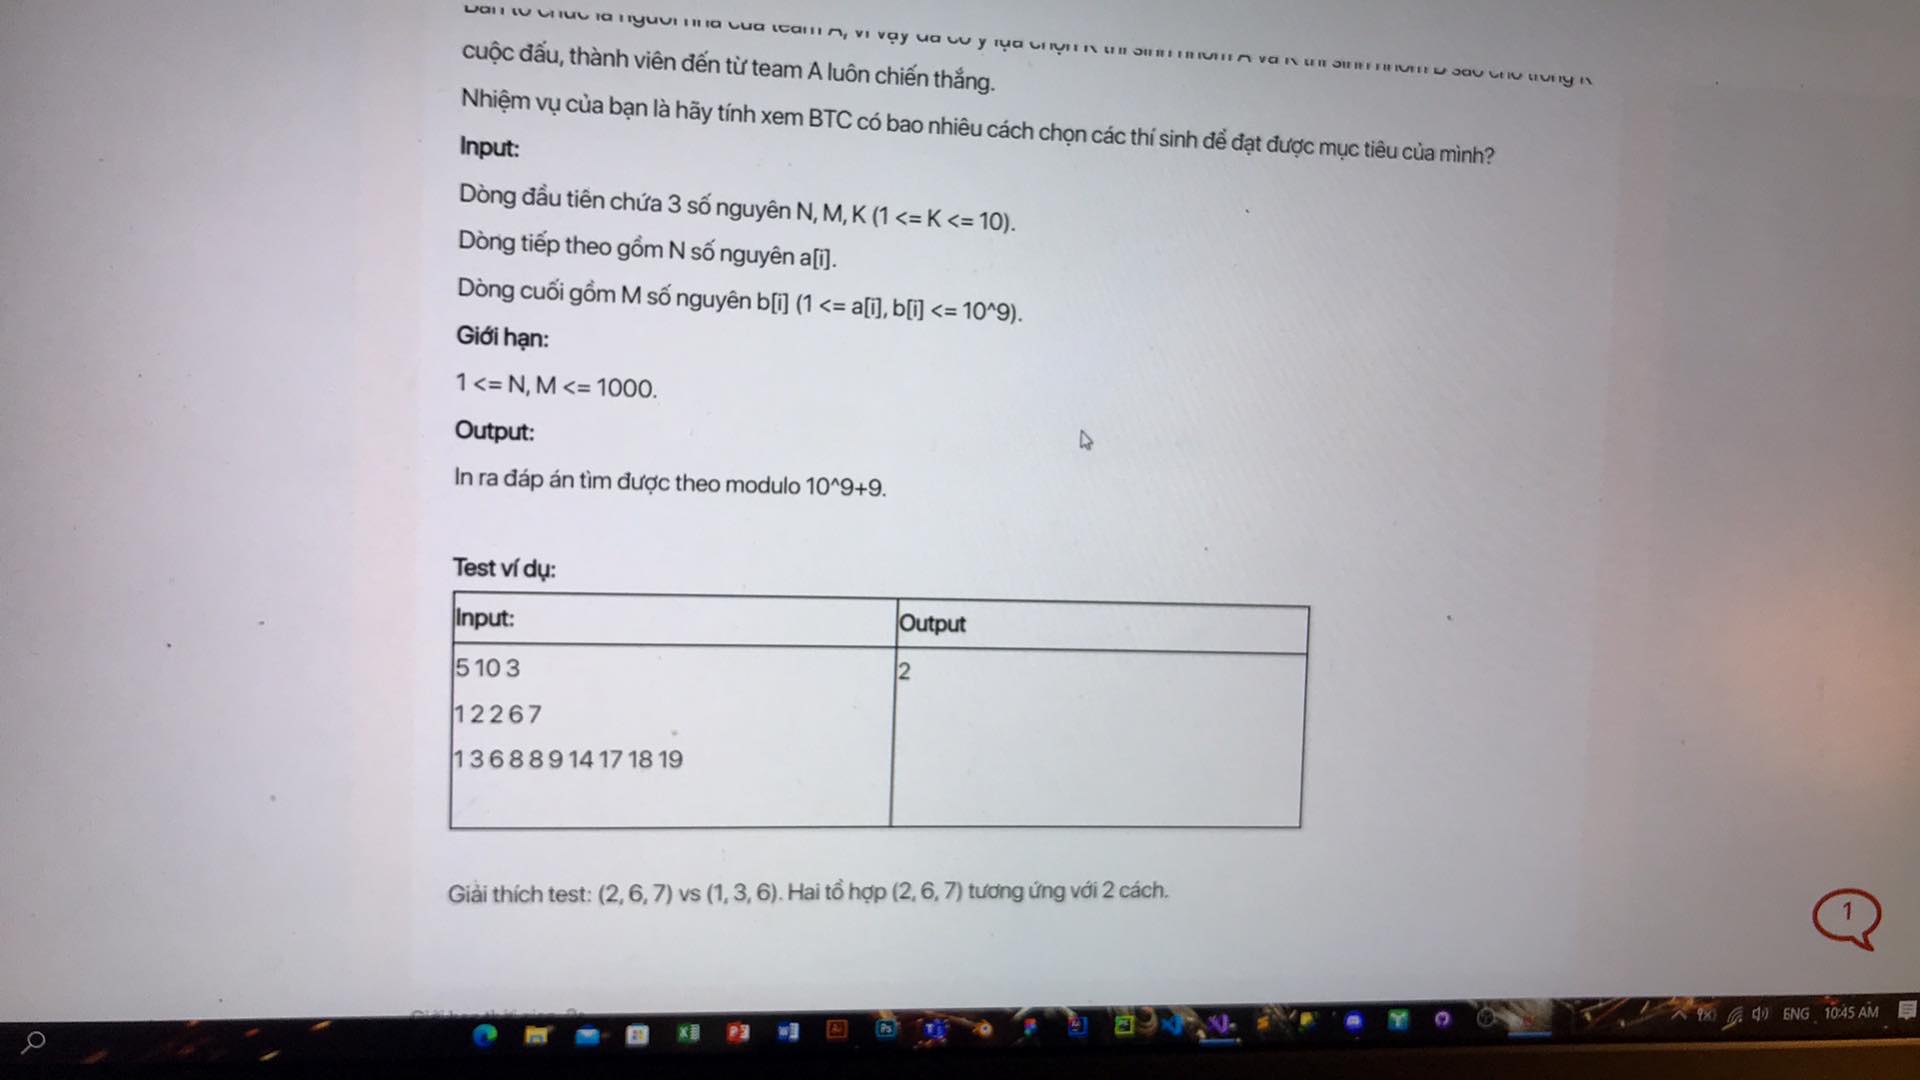 Ban tổ chức là người nhà của team A, vì vậy đã cố ý lựa chọn K thí sinh nhóm A và K thí sinh nhóm B sao cho trong K
cuộc đấu, thành viên đến từ team A luôn chiến thắng.
Nhiệm vụ của bạn là hãy tính xem BTC có bao nhiêu cách chọn các thí sinh để đạt được mục tiêu của mình?
Input:
Dòng đầu tiên chứa 3 số nguyên N, M, K (1 <= K <= 10).
Dòng tiếp theo gồm N số nguyên a[i].
Dòng cuối gồm M số nguyên b[i] (1 <= a[i], b[i] <= 10^9).
Giới hạn:
1 <= N, M <= 1000.
Output:
In ra đáp án tìm được theo modulo 10^9+9.
Test ví dụ:
Input: Output
5 10 3 2
1 2 2 6 7
1 3 6 8 8 9 14 17 18 19
Giải thích test: (2, 6, 7) vs (1, 3, 6). Hai tổ hợp (2, 6, 7) tương ứng với 2 cách.
1
ENG 10:45 AM